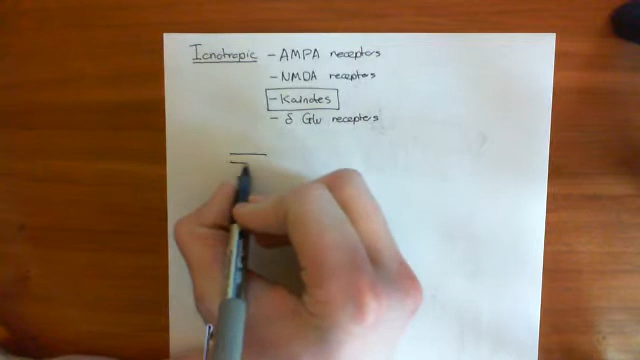 Ionotropic - AMPA receptors
- NMDA receptors
- Kainates
- δ Glu receptors